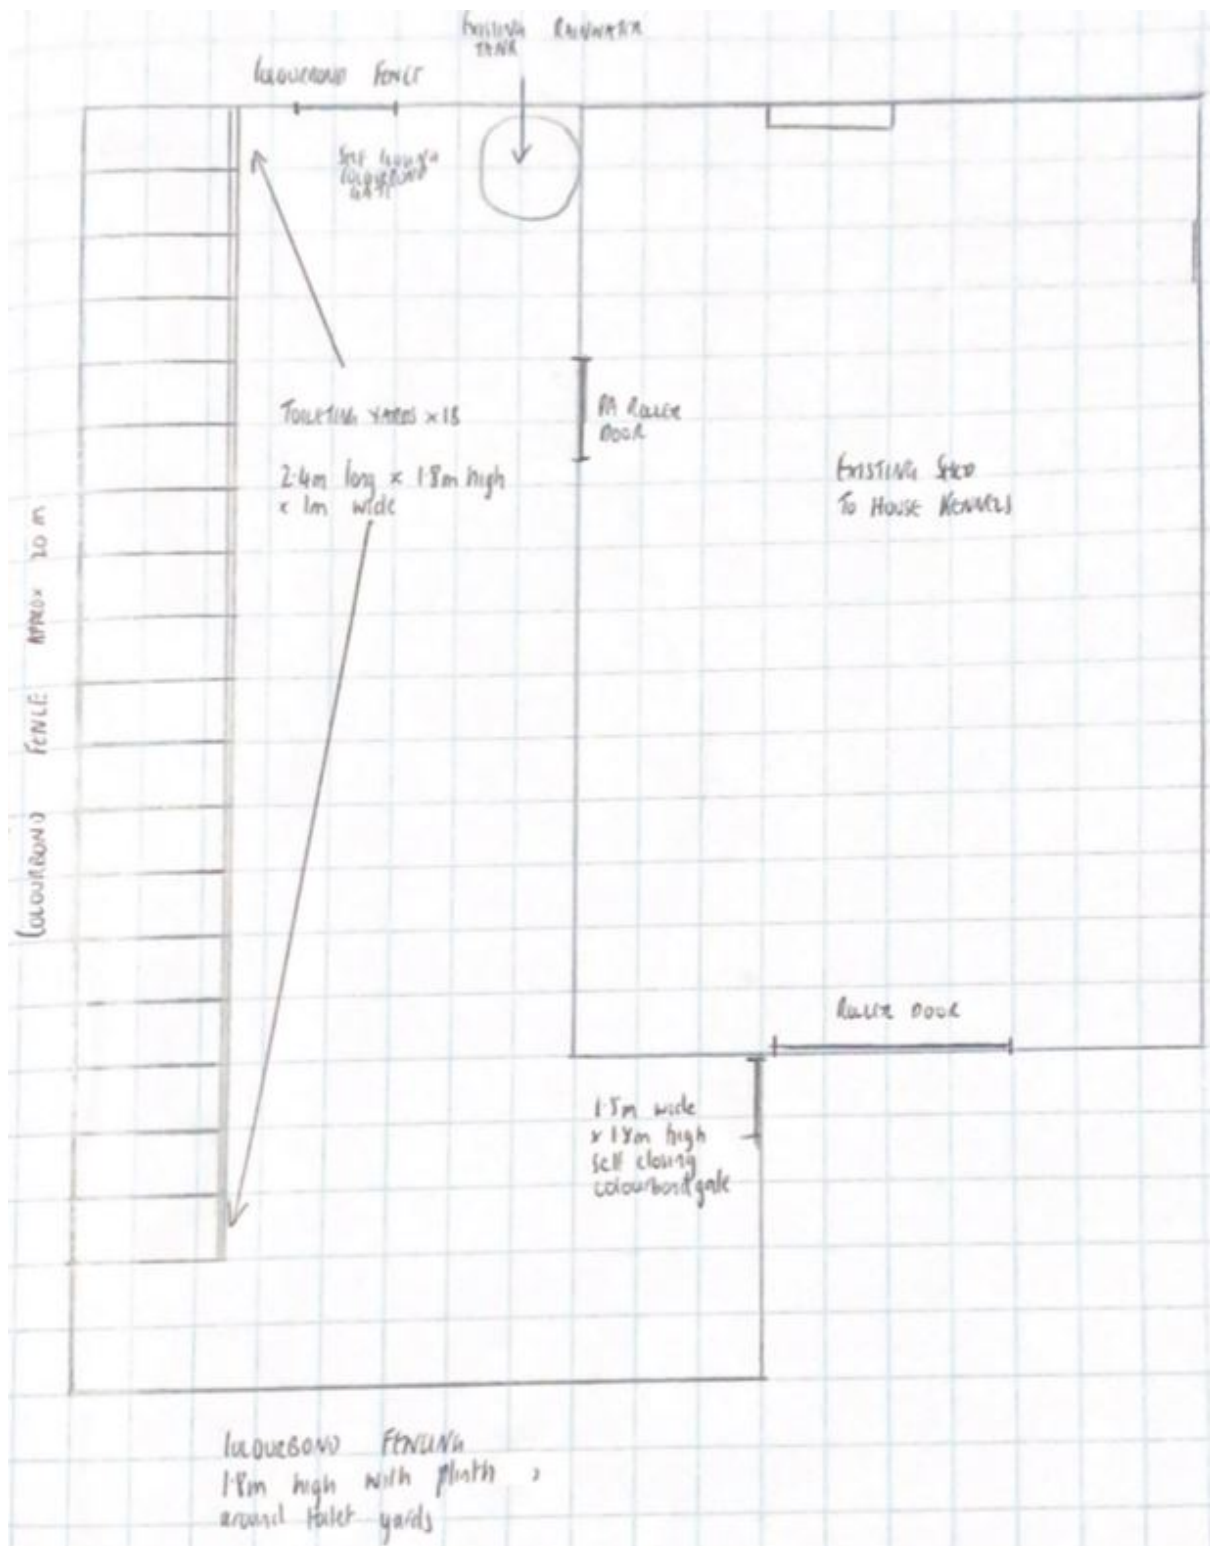 EXISTING RAINWATER
TANK
COLOURBOND FENCE
SELF CLOSING
COLOURBOND
GATE
TOILETING YARDS x 18
2.4m long x 1.8m high
x 1m wide
PA ROLLER
DOOR
EXISTING SHED
TO HOUSE KENNELS
COLOURBOND FENCE APPROX 20 m
ROLLER DOOR
1.5m wide
x 1.8m high
self closing
colourbond gate
COLOURBOND FENCING
1.8m high with plinth
around toilet yards